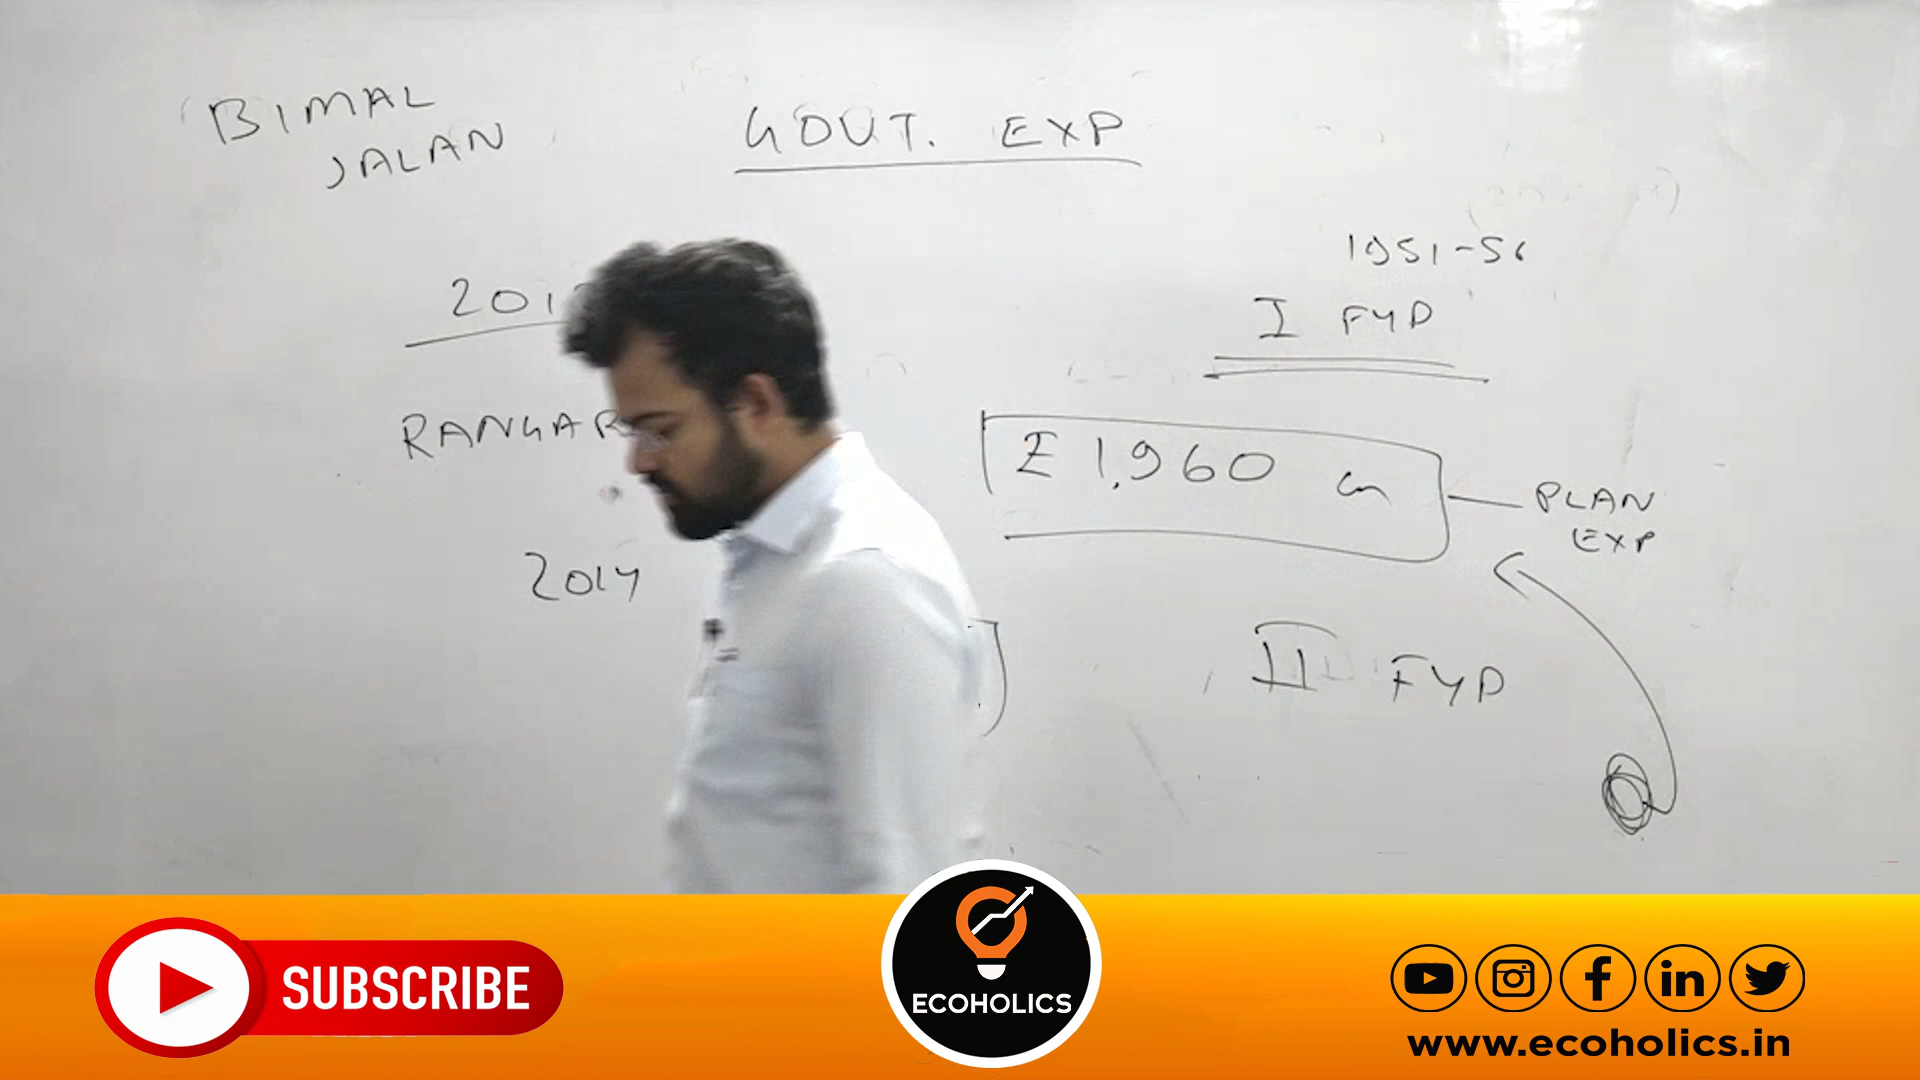 BIMAL
JALAN
GOVT. EXP
1951-56
I FYP
₹ 1,960 cr
PLAN
EXP
2014
II FYP
SUBSCRIBE
ECOHOLICS
www.ecoholics.in